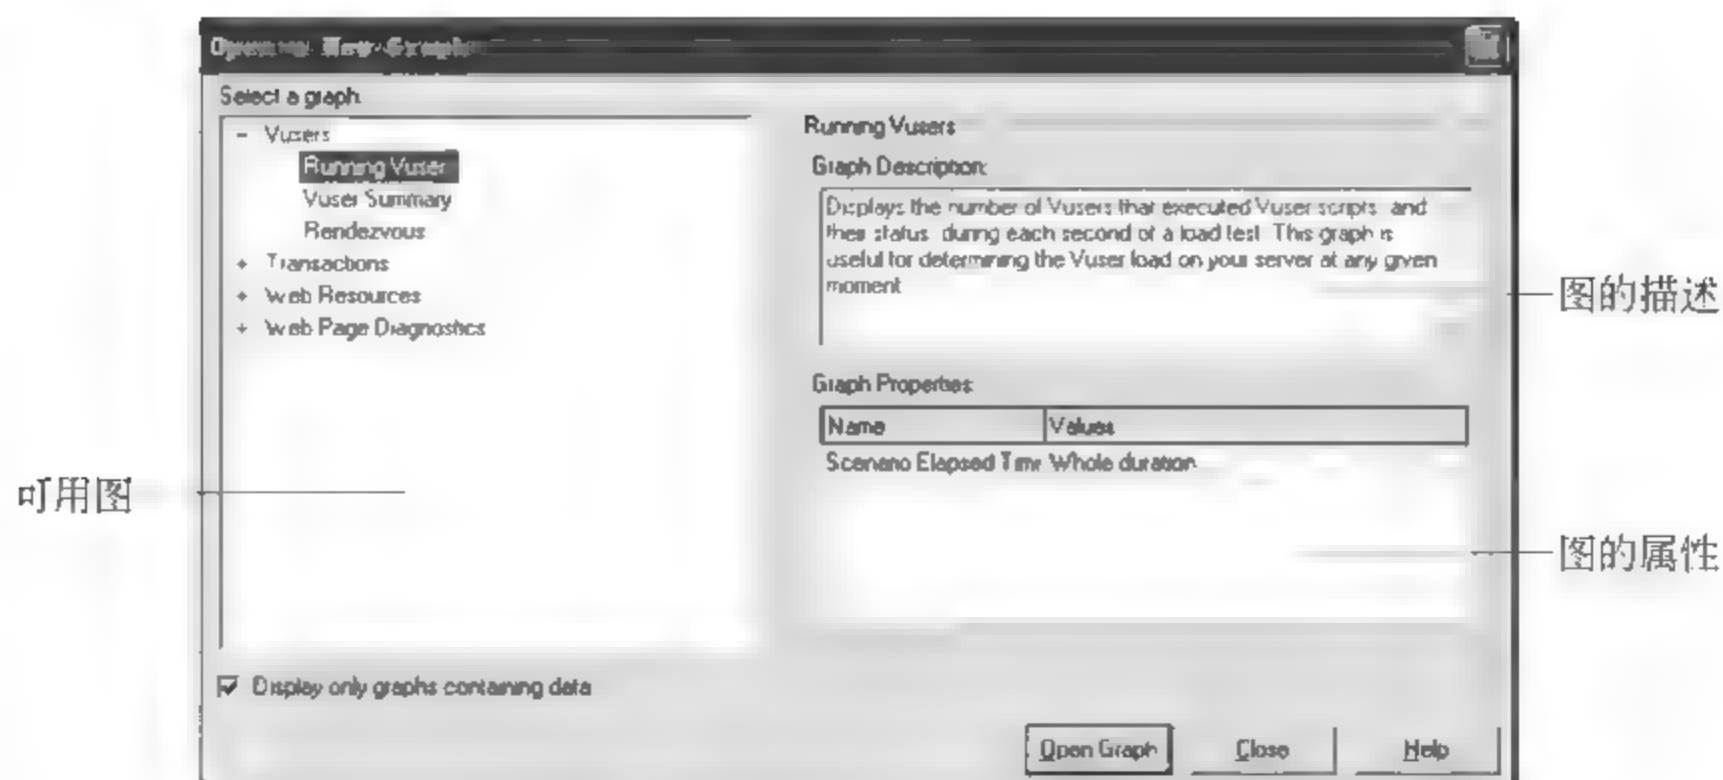 Open a New Graph
Select a graph
- Vusers
Running Vuser
Vuser Summary
Rendezvous
+ Transactions
+ Web Resources
+ Web Page Diagnostics
Display only graphs containing data
Running Vusers
Graph Description:
Displays the number of Vusers that executed Vuser scripts, and
their status, during each second of a load test. This graph is
useful for determining the Vuser load on your server at any given
moment
Graph Properties
Name Values
Scenario Elapsed Time Whole duration
Open Graph Close Help
可用图
图的描述
图的属性